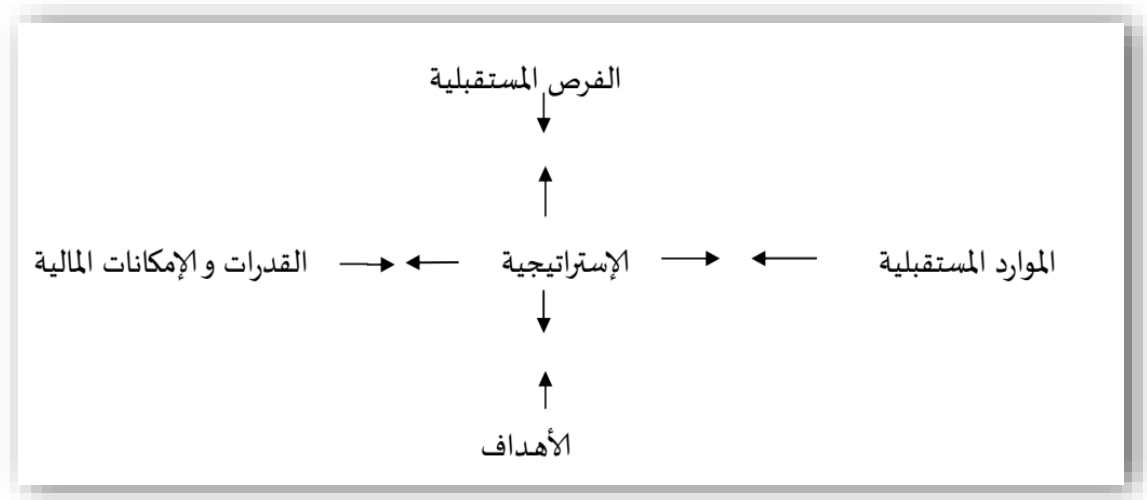 الفرص المستقبلية
الموارد المستقبلية
الإستراتيجية
القدرات و الإمكانات المالية
الأهداف